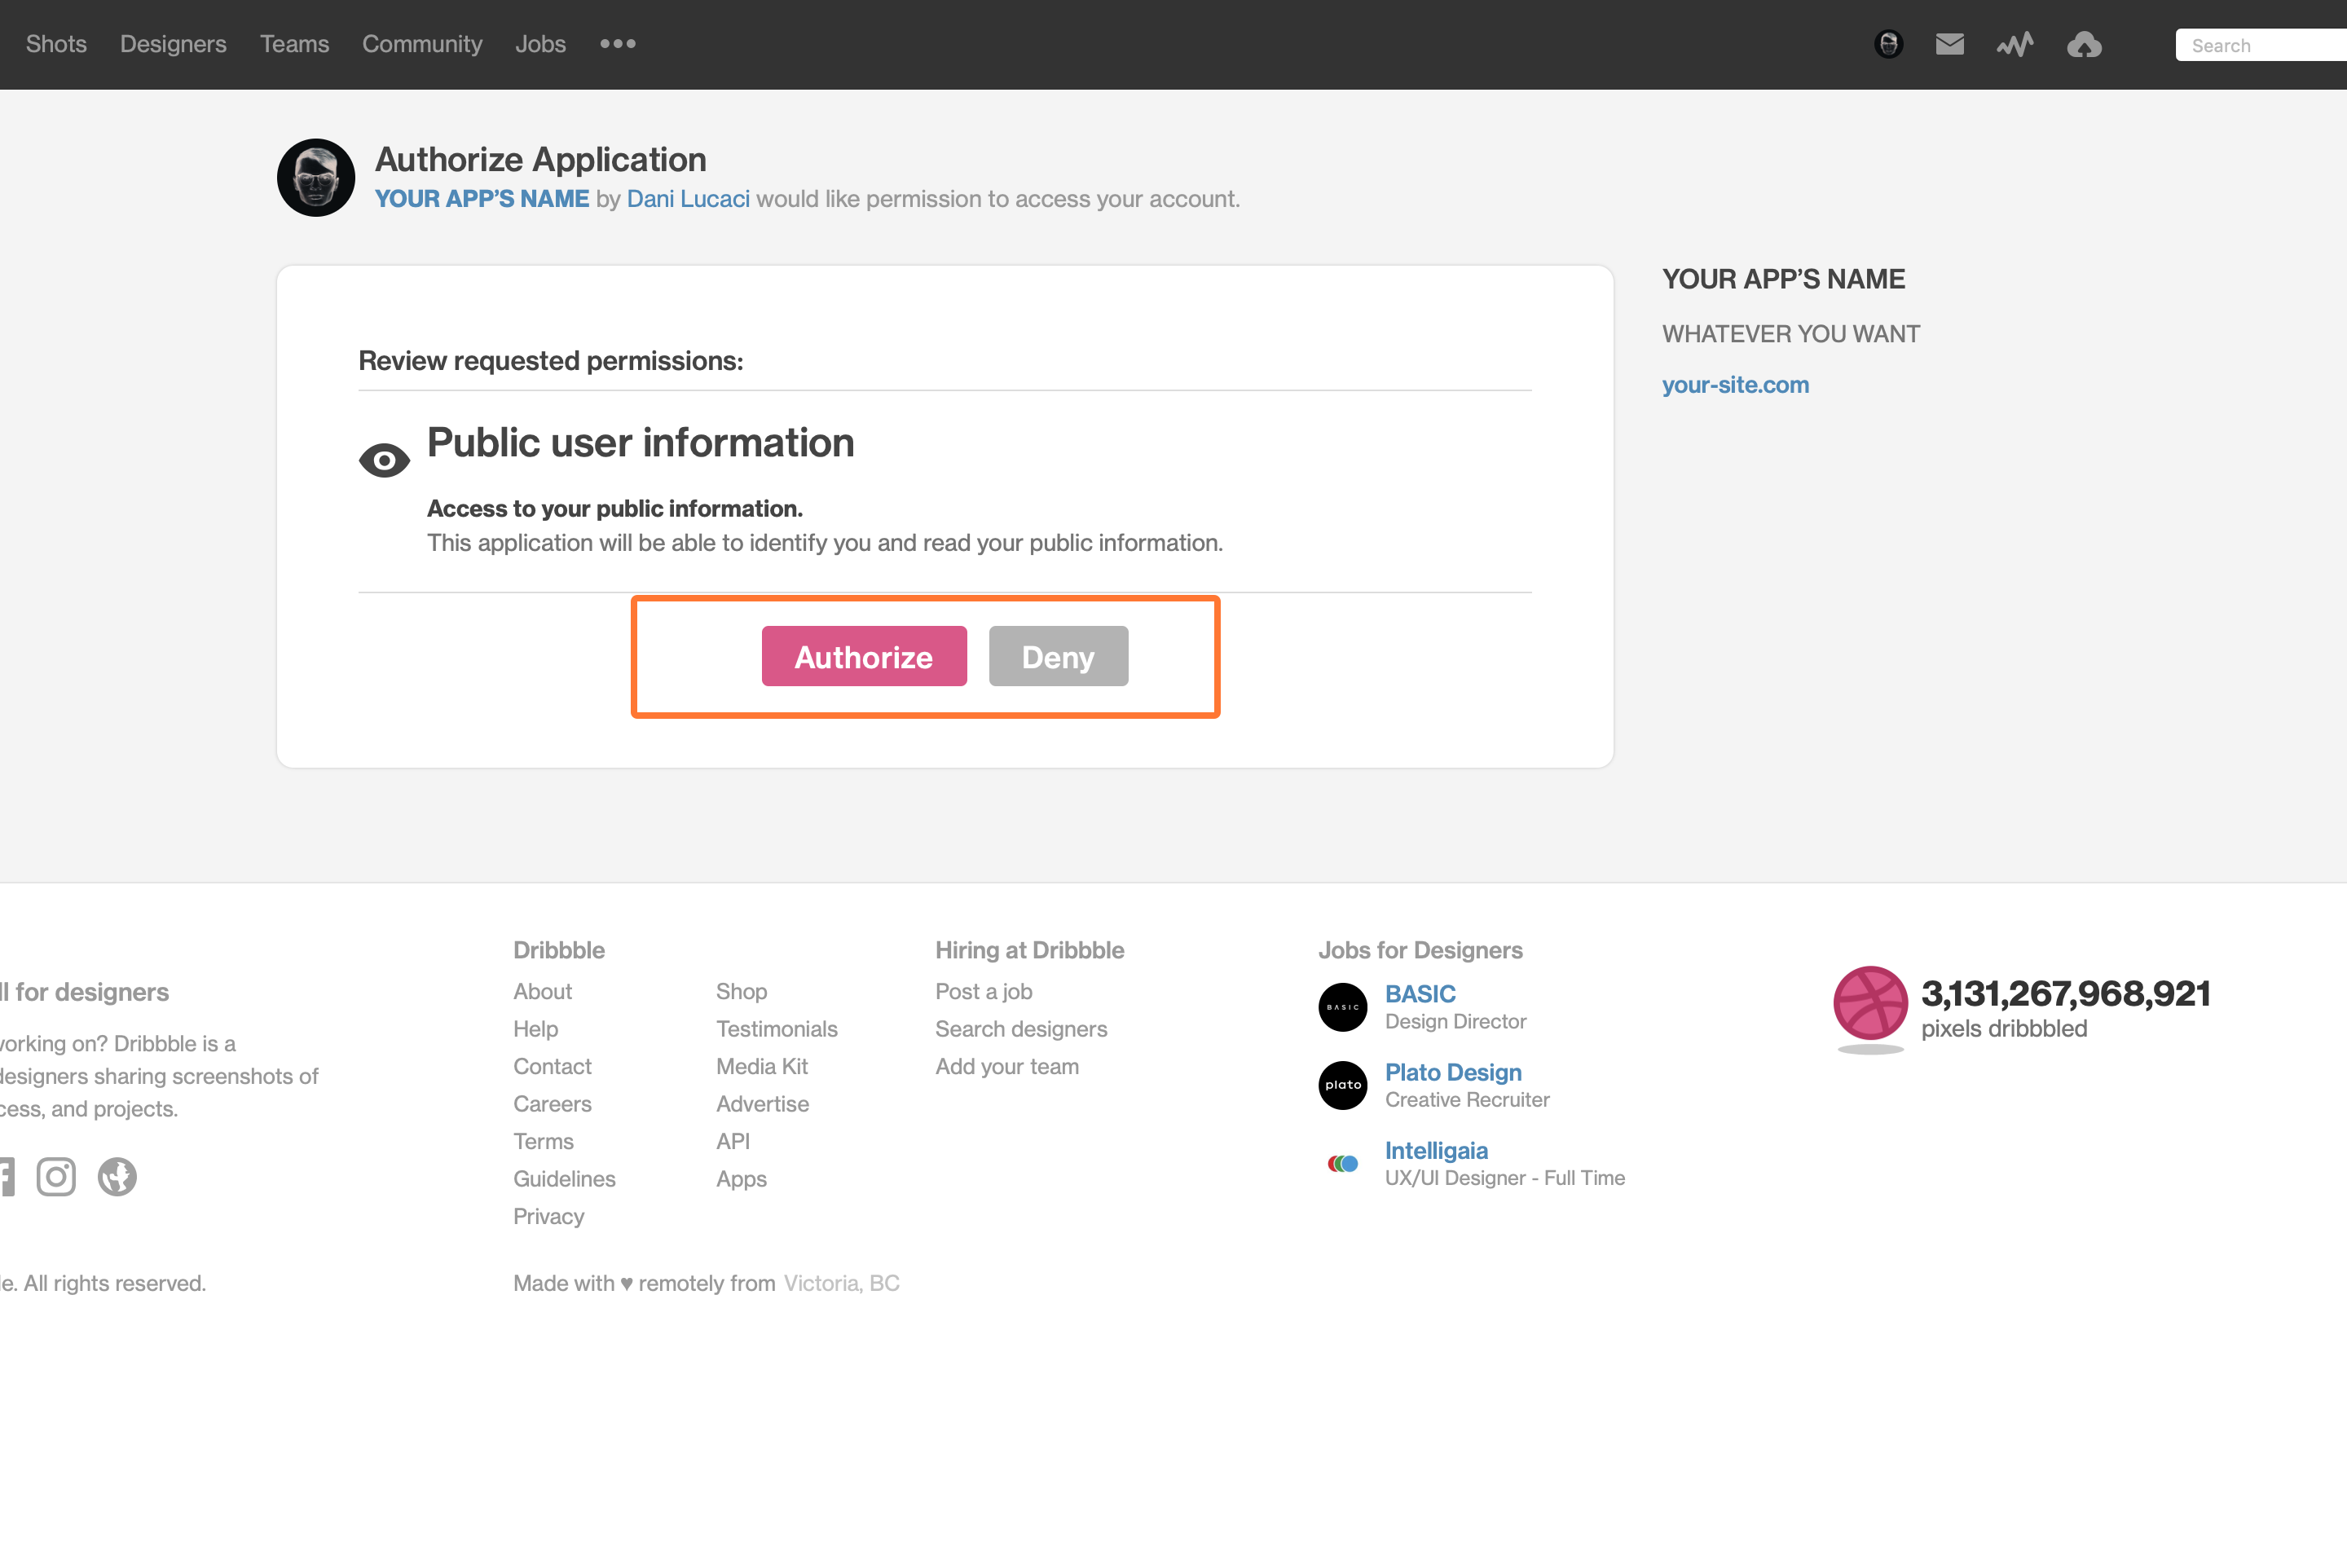 Shots Designers Teams Community Jobs •••
Search
Authorize Application
YOUR APP’S NAME by Dani Lucaci would like permission to access your account.
Review requested permissions:
Public user information
Access to your public information.
This application will be able to identify you and read your public information.
Authorize Deny
YOUR APP’S NAME
WHATEVER YOU WANT
your-site.com
for designers
working on? Dribbble is a
designers sharing screenshots of
and projects.
All rights reserved.
Dribbble
About
Help
Contact
Careers
Terms
Guidelines
Privacy
Shop
Testimonials
Media Kit
Advertise
API
Apps
Made with ♥ remotely from Victoria, BC
Hiring at Dribbble
Post a job
Search designers
Add your team
Jobs for Designers
BASIC
BASIC
Design Director
plato
Plato Design
Creative Recruiter
Intelligaia
UX/UI Designer - Full Time
3,131,267,968,921
pixels dribbbled